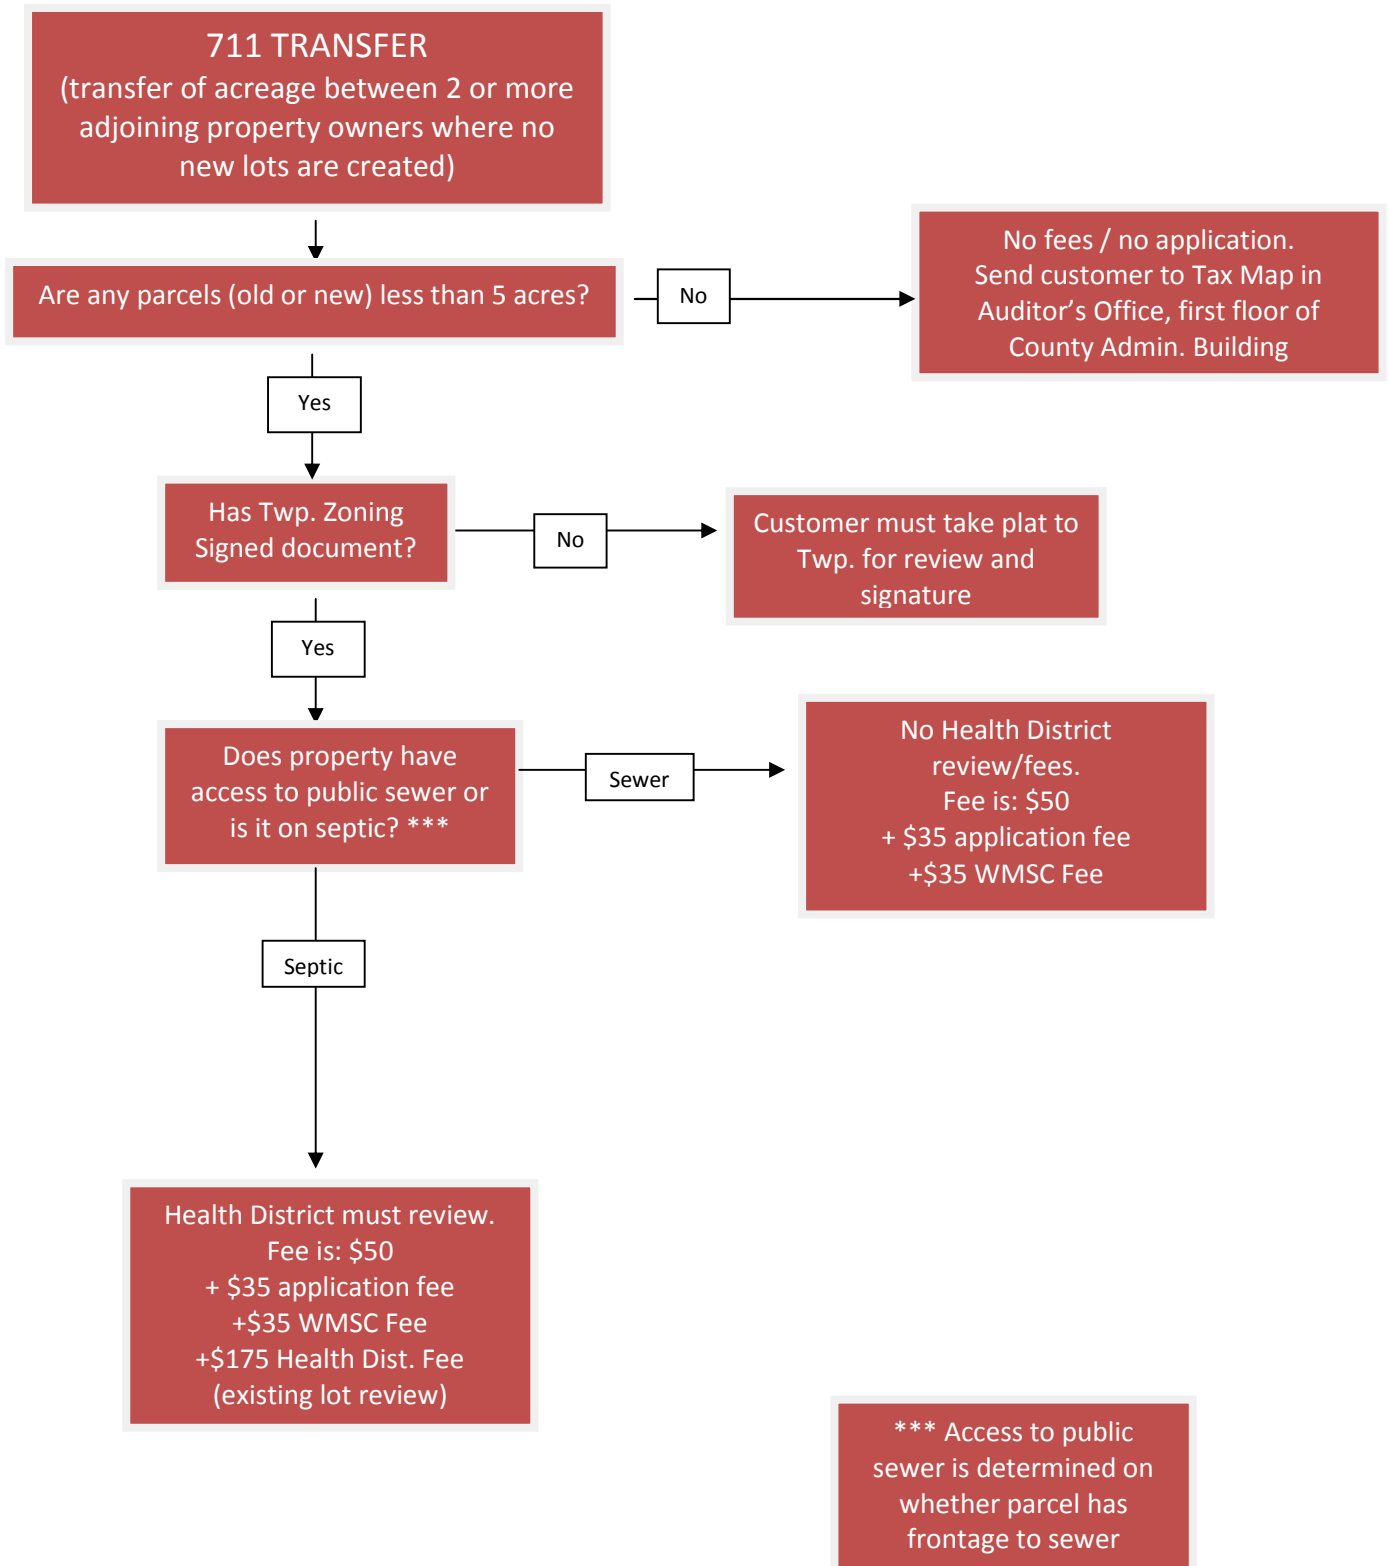 711 TRANSFER
(transfer of acreage between 2 or more
adjoining property owners where no
new lots are created)
Are any parcels (old or new) less than 5 acres?
No
No fees / no application.
Send customer to Tax Map in
Auditor’s Office, first floor of
County Admin. Building
Yes
Has Twp. Zoning
Signed document?
No
Customer must take plat to
Twp. for review and
signature
Yes
Does property have
access to public sewer or
is it on septic? ***
Sewer
No Health District
review/fees.
Fee is: $50
+ $35 application fee
+$35 WMSC Fee
Septic
Health District must review.
Fee is: $50
+ $35 application fee
+$35 WMSC Fee
+$175 Health Dist. Fee
(existing lot review)
*** Access to public
sewer is determined on
whether parcel has
frontage to sewer